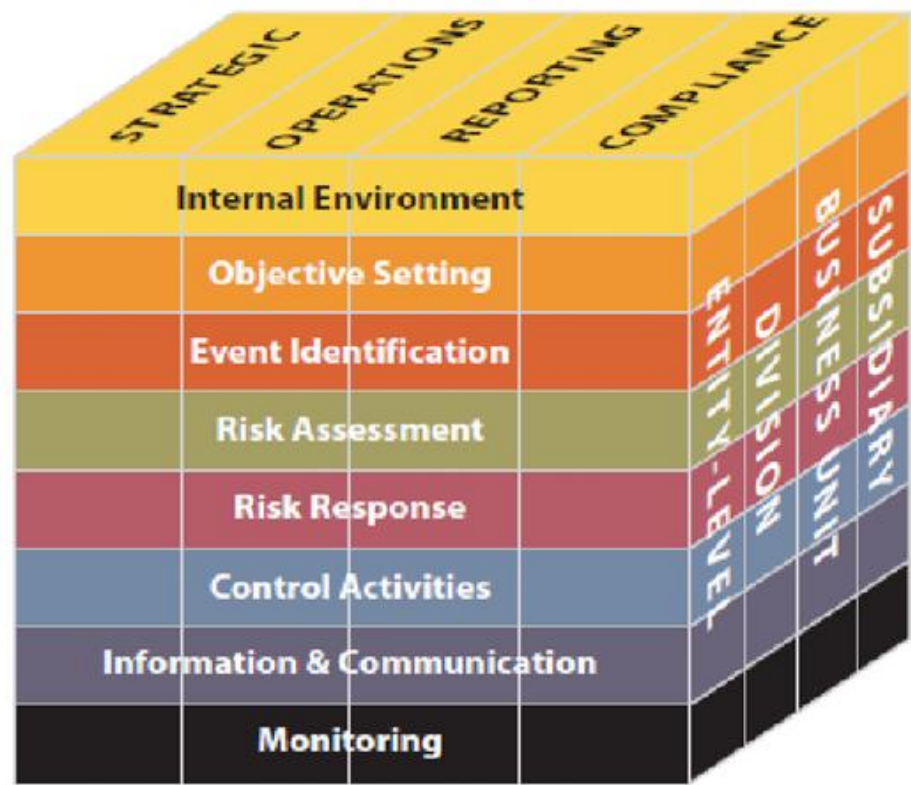 STRATEGIC
OPERATIONS
REPORTING
COMPLIANCE
Internal Environment
Objective Setting
Event Identification
Risk Assessment
Risk Response
Control Activities
Information & Communication
Monitoring
ENTITY-LEVEL
DIVISION
BUSINESS UNIT
SUBSIDIARY